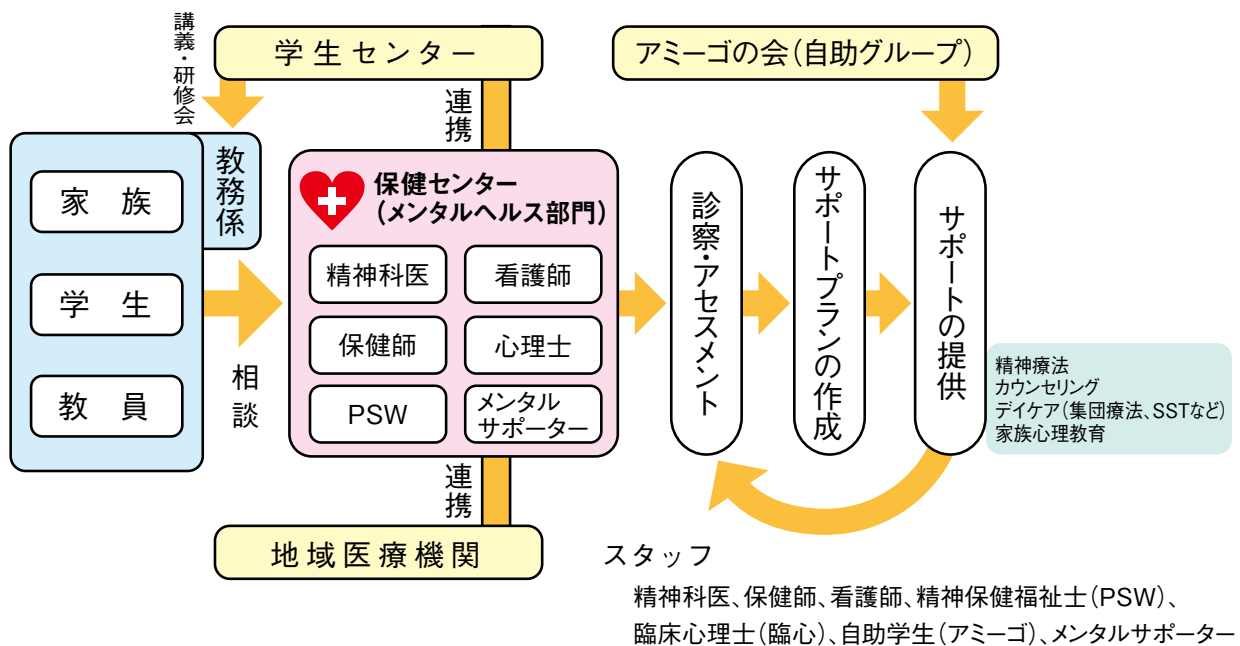 講義・研修会
学生センター
アミーゴの会(自助グループ)
連携
教務係
家族
学生
教員
相談
保健センター
(メンタルヘルス部門)
精神科医
看護師
保健師
心理士
PSW
メンタル
サポーター
診察・アセスメント
サポートプランの作成
サポートの提供
精神療法
カウンセリング
デイケア(集団療法、SSTなど)
家族心理教育
連携
地域医療機関
スタッフ
精神科医、保健師、看護師、精神保健福祉士(PSW)、
臨床心理士(臨心)、自助学生(アミーゴ)、メンタルサポーター